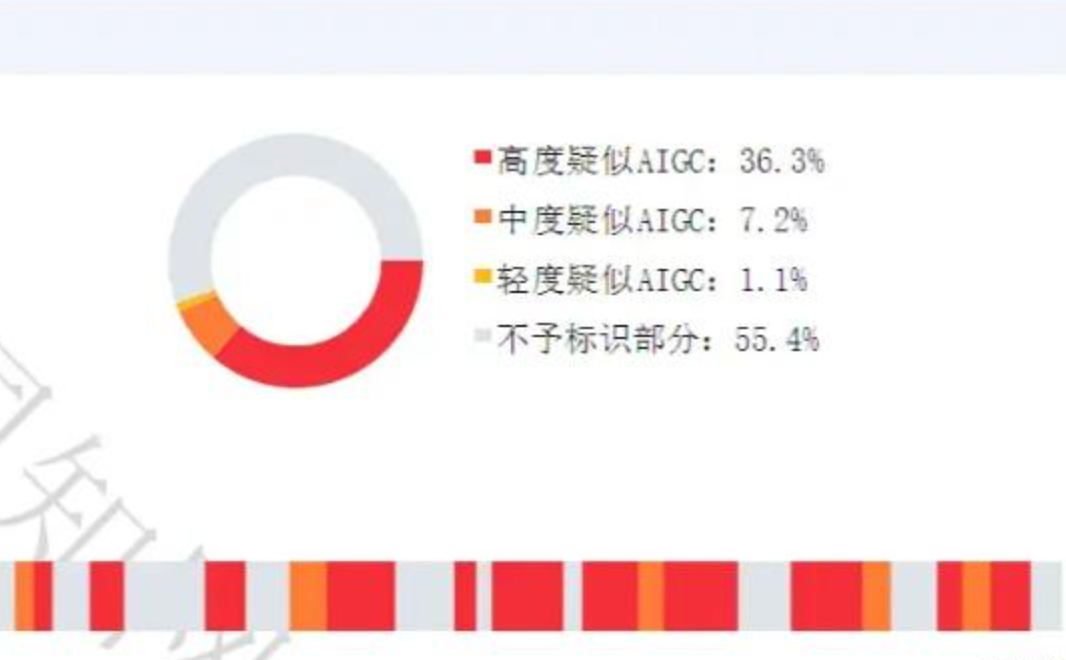 高度疑似AIGC：36.3%
中度疑似AIGC：7.2%
轻度疑似AIGC：1.1%
不予标识部分：55.4%
知